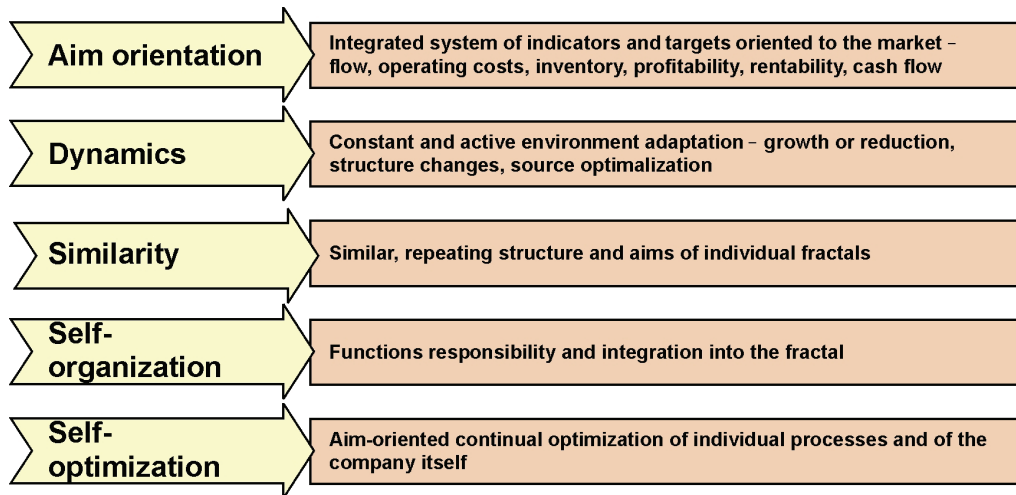 Aim orientation
Integrated system of indicators and targets oriented to the market –
flow, operating costs, inventory, profitability, rentability, cash flow
Dynamics
Constant and active environment adaptation – growth or reduction,
structure changes, source optimalization
Similarity
Similar, repeating structure and aims of individual fractals
Self-
organization
Functions responsibility and integration into the fractal
Self-
optimization
Aim-oriented continual optimization of individual processes and of the
company itself